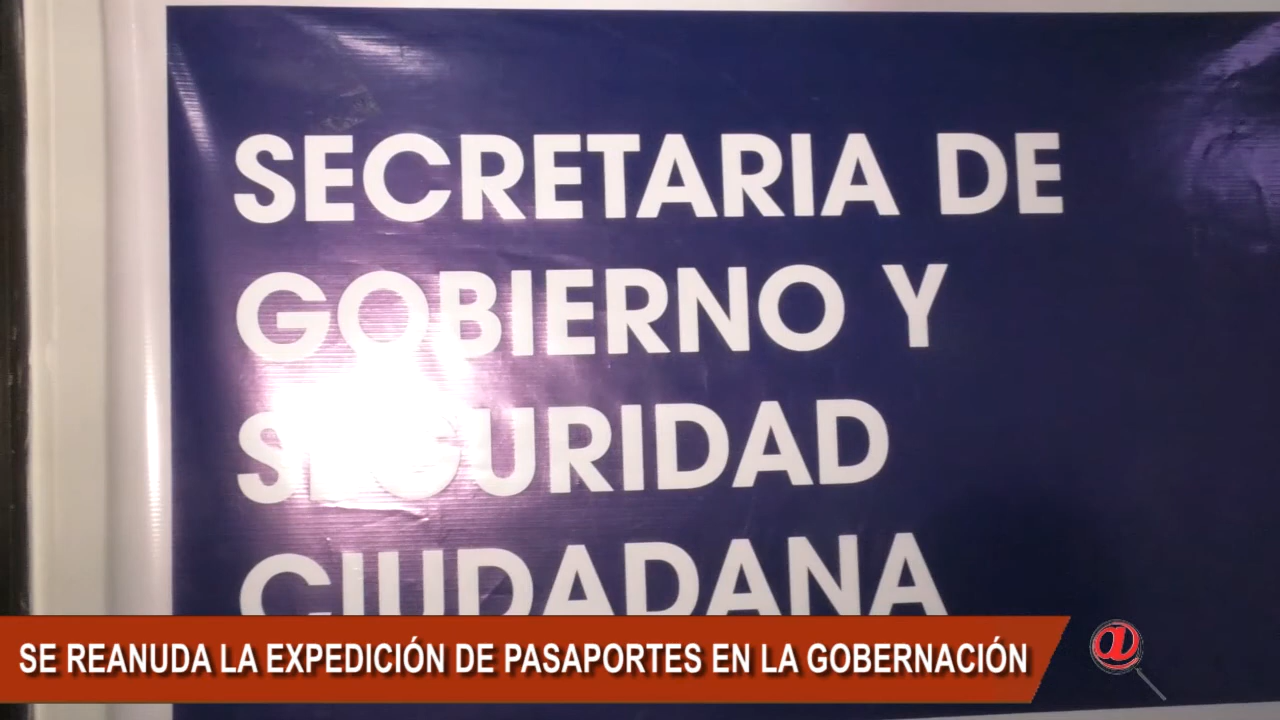 SECRETARIA DE
GOBIERNO Y
SEGURIDAD
CIUDADANA
SE REANUDA LA EXPEDICIÓN DE PASAPORTES EN LA GOBERNACIÓN
@